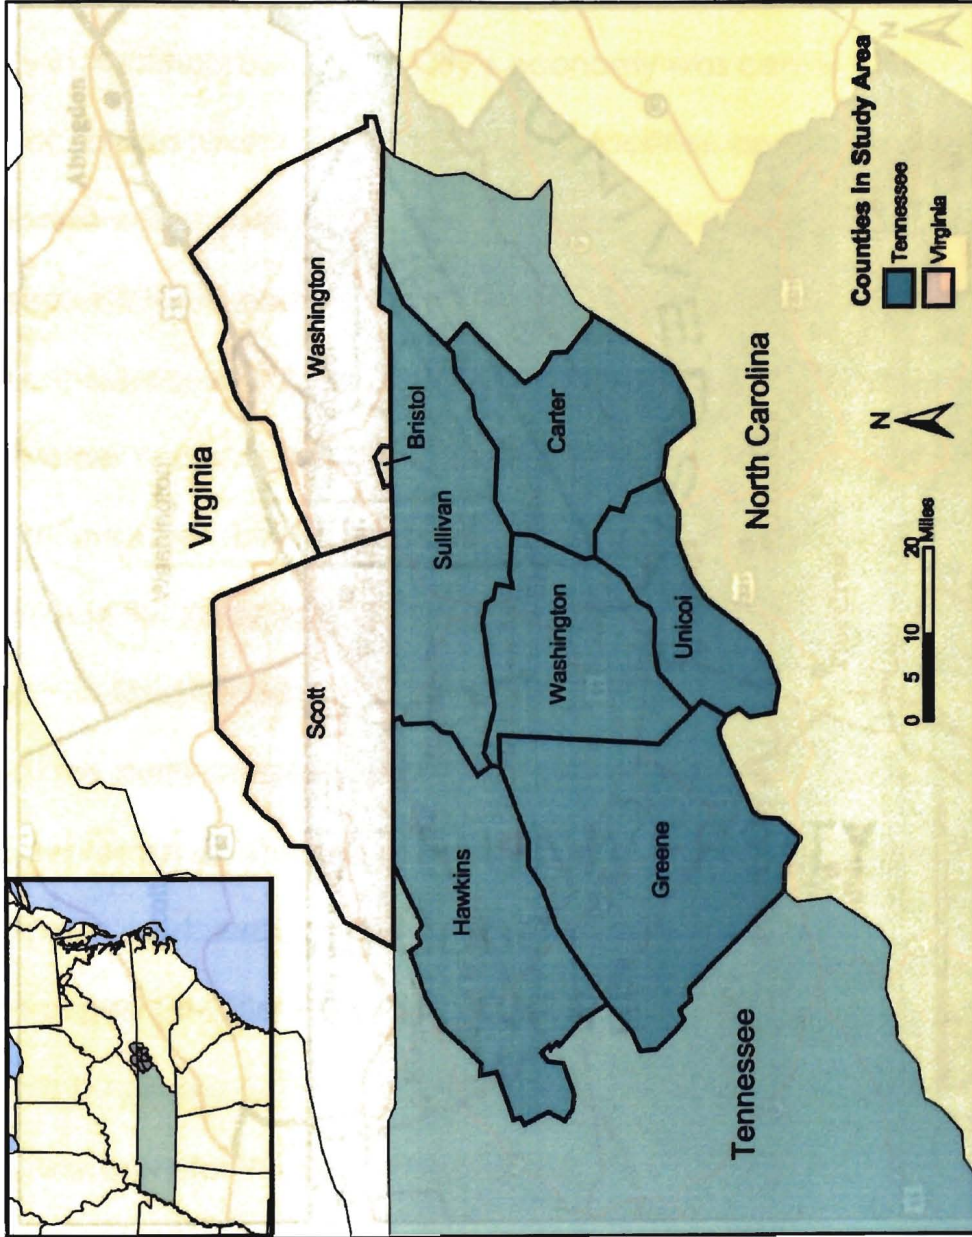 Virginia
Washington
Scott
Bristol
Sullivan
Hawkins
Carter
Washington
Unicoi
Greene
Tennessee
North Carolina
N
0 5 10 20
Miles
Counties in Study Area
Tennessee
Virginia
Abingdon
Washington
N